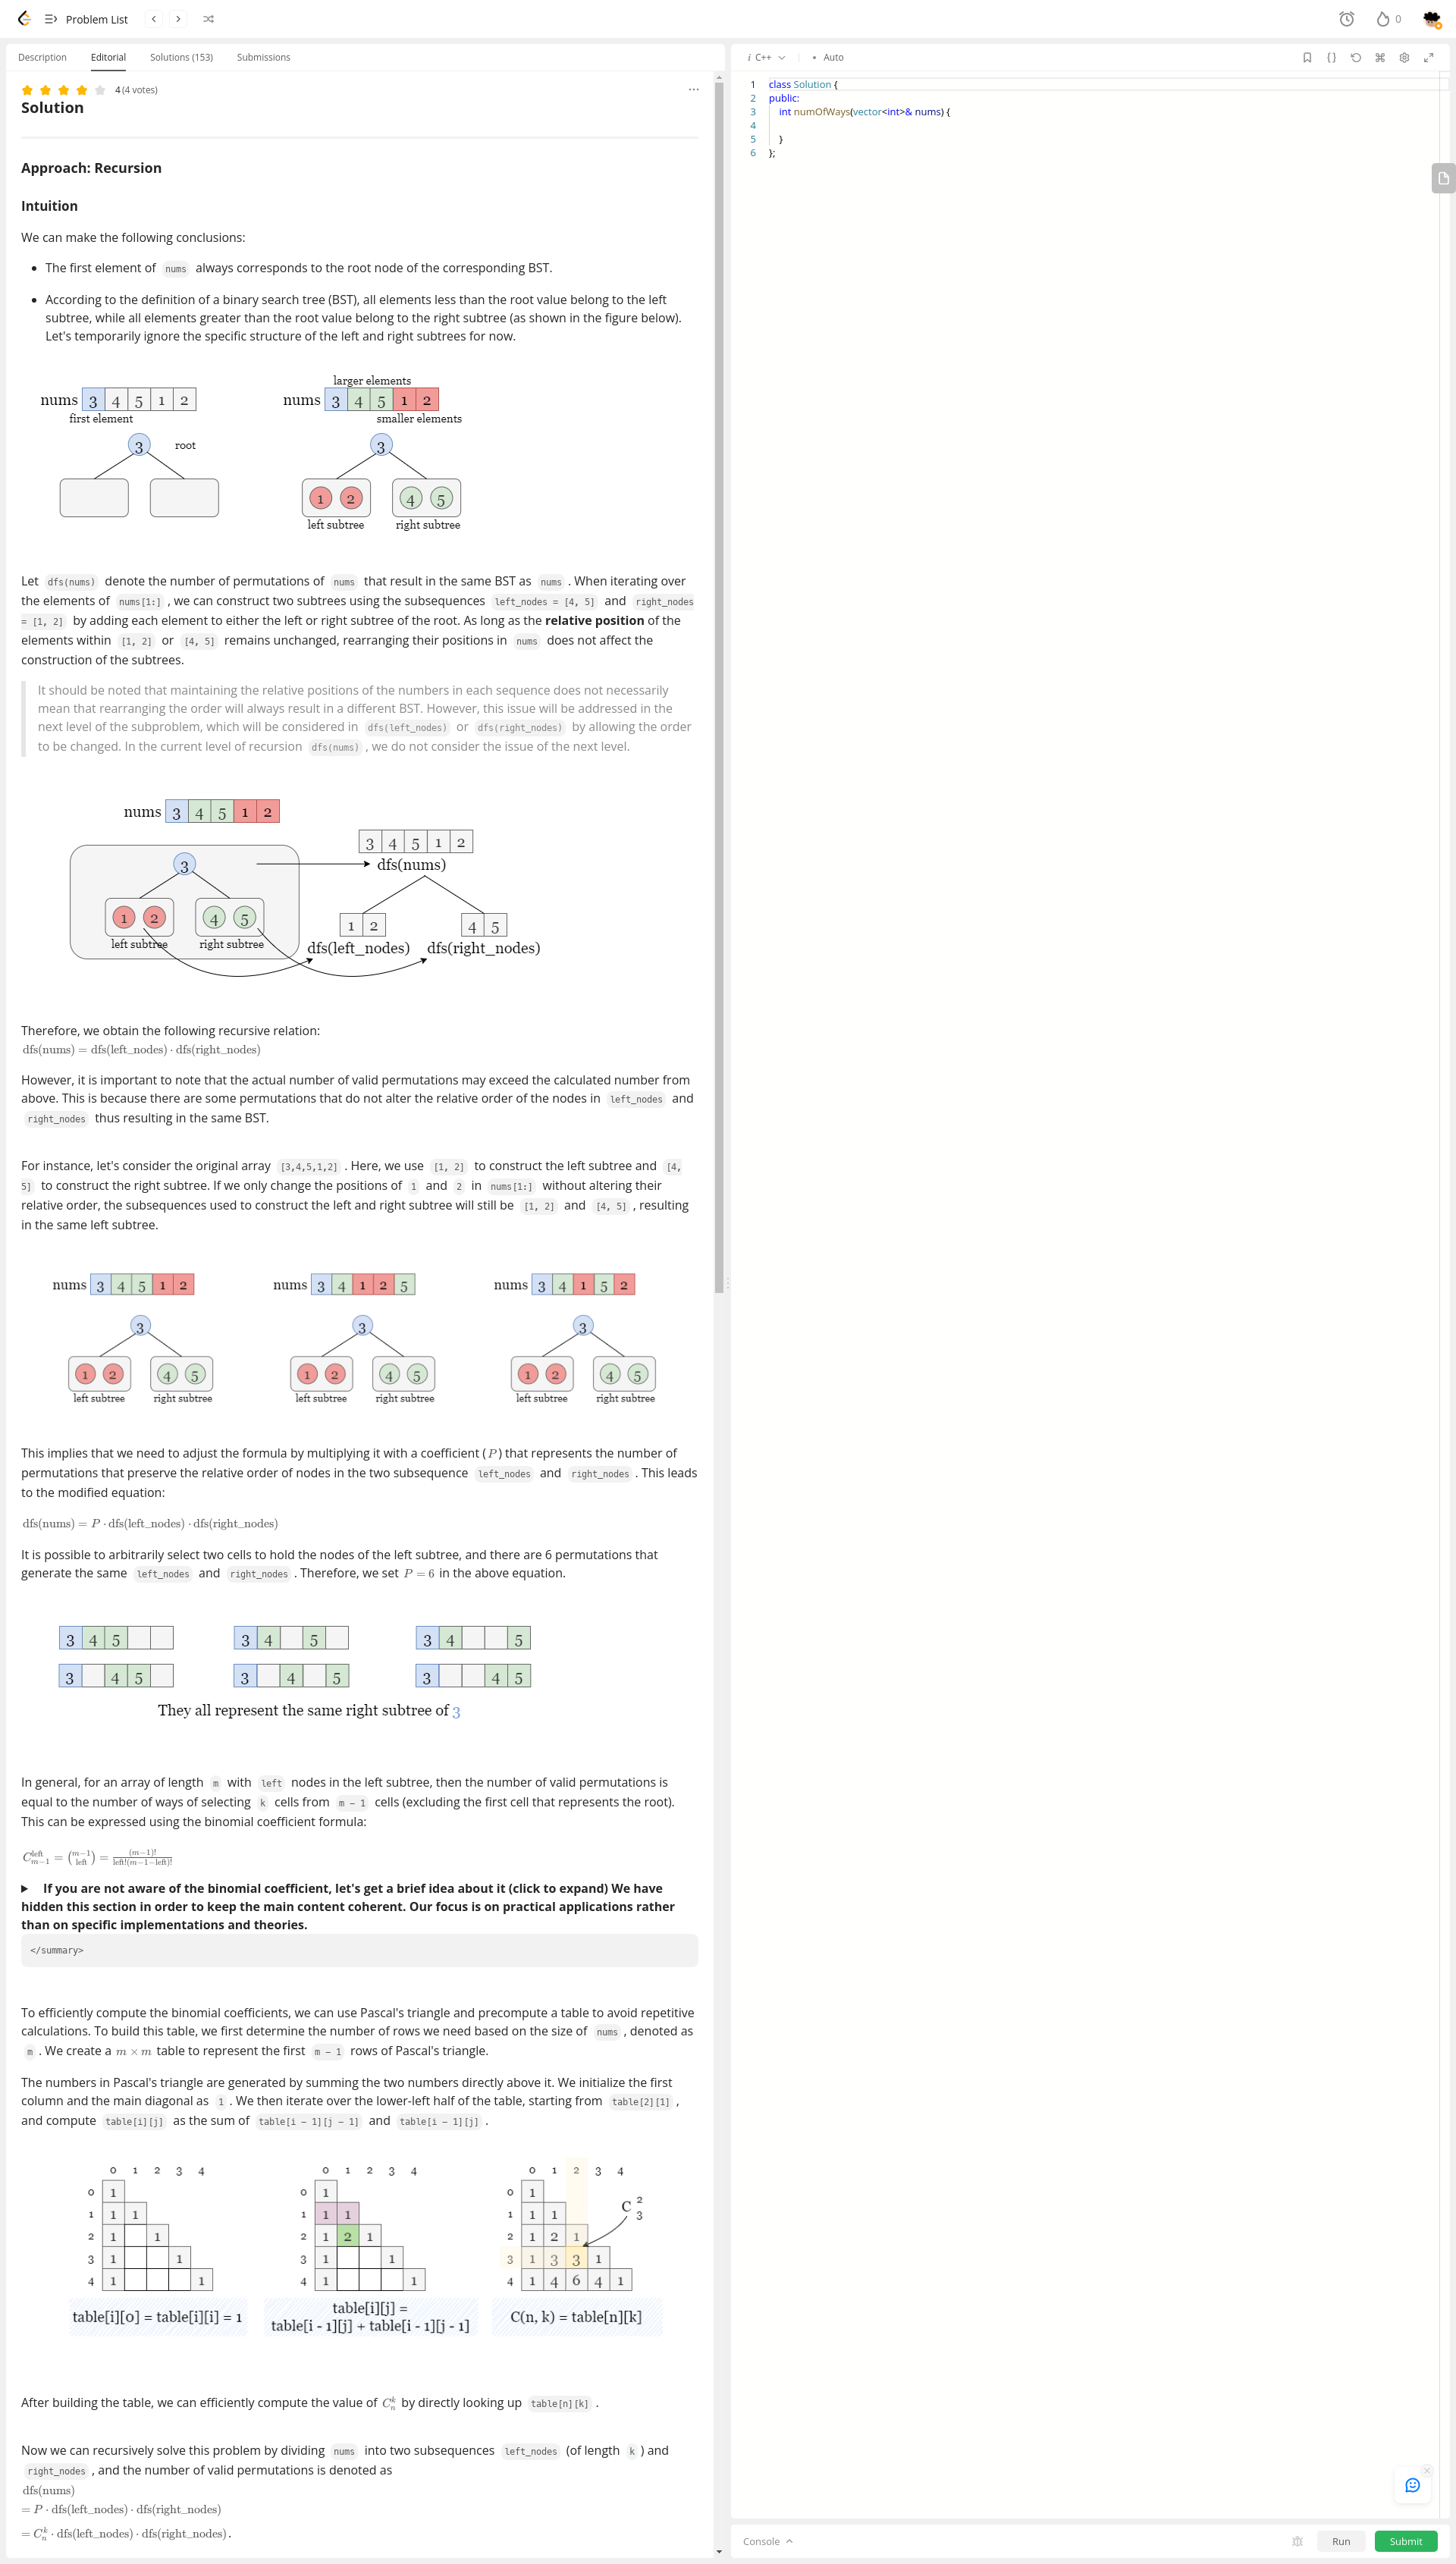 Problem List
0
Description Editorial Solutions (153) Submissions
4 (4 votes)
Solution
Approach: Recursion
Intuition
We can make the following conclusions:
• The first element of nums always corresponds to the root node of the corresponding BST.
• According to the definition of a binary search tree (BST), all elements less than the root value belong to the left
subtree, while all elements greater than the root value belong to the right subtree (as shown in the figure below).
Let's temporarily ignore the specific structure of the left and right subtrees for now.
larger elements
nums 3 4 5 1 2 nums 3 4 5 1 2
first element smaller elements
3 root 3
1 2 4 5
left subtree right subtree
Let dfs(nums) denote the number of permutations of nums that result in the same BST as nums . When iterating over
the elements of nums[1:] , we can construct two subtrees using the subsequences left_nodes = [4, 5] and right_nodes
= [1, 2] by adding each element to either the left or right subtree of the root. As long as the relative position of the
elements within [1, 2] or [4, 5] remains unchanged, rearranging their positions in nums does not affect the
construction of the subtrees.
It should be noted that maintaining the relative positions of the numbers in each sequence does not necessarily
mean that rearranging the order will always result in a different BST. However, this issue will be addressed in the
next level of the subproblem, which will be considered in dfs(left_nodes) or dfs(right_nodes) by allowing the order
to be changed. In the current level of recursion dfs(nums) , we do not consider the issue of the next level.
nums 3 4 5 1 2
3 4 5 1 2
3 dfs(nums)
1 2 4 5 1 2 4 5
left subtree right subtree dfs(left_nodes) dfs(right_nodes)
Therefore, we obtain the following recursive relation:
dfs(nums) = dfs(left_nodes) · dfs(right_nodes)
However, it is important to note that the actual number of valid permutations may exceed the calculated number from
above. This is because there are some permutations that do not alter the relative order of the nodes in left_nodes and
right_nodes thus resulting in the same BST.
For instance, let's consider the original array [3,4,5,1,2] . Here, we use [1, 2] to construct the left subtree and [4,
5] to construct the right subtree. If we only change the positions of 1 and 2 in nums[1:] without altering their
relative order, the subsequences used to construct the left and right subtree will still be [1, 2] and [4, 5] , resulting
in the same left subtree.
nums 3 4 5 1 2 nums 3 4 1 2 5 nums 3 4 1 5 2
3 3 3
1 2 4 5 1 2 4 5 1 2 4 5
left subtree right subtree left subtree right subtree left subtree right subtree
This implies that we need to adjust the formula by multiplying it with a coefficient (P) that represents the number of
permutations that preserve the relative order of nodes in the two subsequence left_nodes and right_nodes . This leads
to the modified equation:
dfs(nums) = P · dfs(left_nodes) · dfs(right_nodes)
It is possible to arbitrarily select two cells to hold the nodes of the left subtree, and there are 6 permutations that
generate the same left_nodes and right_nodes . Therefore, we set P = 6 in the above equation.
3 4 5 3 4 5 3 4 5
3 4 5 3 4 5 3 4 5
They all represent the same right subtree of 3
In general, for an array of length m with left nodes in the left subtree, then the number of valid permutations is
equal to the number of ways of selecting k cells from m − 1 cells (excluding the first cell that represents the root).
This can be expressed using the binomial coefficient formula:
C_{m−1}^{left} = \binom{m−1}{left} = \frac{(m−1)!}{left!(m−1−left)!}
▶ If you are not aware of the binomial coefficient, let's get a brief idea about it (click to expand) We have
hidden this section in order to keep the main content coherent. Our focus is on practical applications rather
than on specific implementations and theories.
</summary>
To efficiently compute the binomial coefficients, we can use Pascal's triangle and precompute a table to avoid repetitive
calculations. To build this table, we first determine the number of rows we need based on the size of nums , denoted as
m . We create a m × m table to represent the first m − 1 rows of Pascal's triangle.
The numbers in Pascal's triangle are generated by summing the two numbers directly above it. We initialize the first
column and the main diagonal as 1 . We then iterate over the lower-left half of the table, starting from table[2][1] ,
and compute table[i][j] as the sum of table[i − 1][j − 1] and table[i − 1][j] .
0 1 2 3 4 0 1 2 3 4 0 1 2 3 4
0 1 0 1 0 1
1 1 1 1 1 1 1 1 1 C 2 3
2 1 1 2 1 2 1 2 1 2 1
3 1 1 3 1 1 3 1 3 3 1
4 1 1 4 1 1 4 1 4 6 4 1
table[i][0] = table[i][i] = 1
table[i][j] =
table[i - 1][j] + table[i - 1][j - 1]
C(n, k) = table[n][k]
After building the table, we can efficiently compute the value of C_n^k by directly looking up table[n][k] .
Now we can recursively solve this problem by dividing nums into two subsequences left_nodes (of length k ) and
right_nodes , and the number of valid permutations is denoted as
dfs(nums)
= P · dfs(left_nodes) · dfs(right_nodes)
= C_n^k · dfs(left_nodes) · dfs(right_nodes).
i C++ • Auto
{}
1 class Solution {
2 public:
3 int numOfWays(vector<int>& nums) {
4
5 }
6 };
Console Run Submit